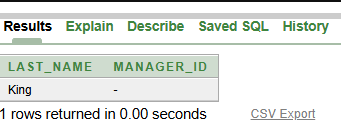 Results Explain Describe Saved SQL History
LAST_NAME MANAGER_ID
King -
1 rows returned in 0.00 seconds CSV Export